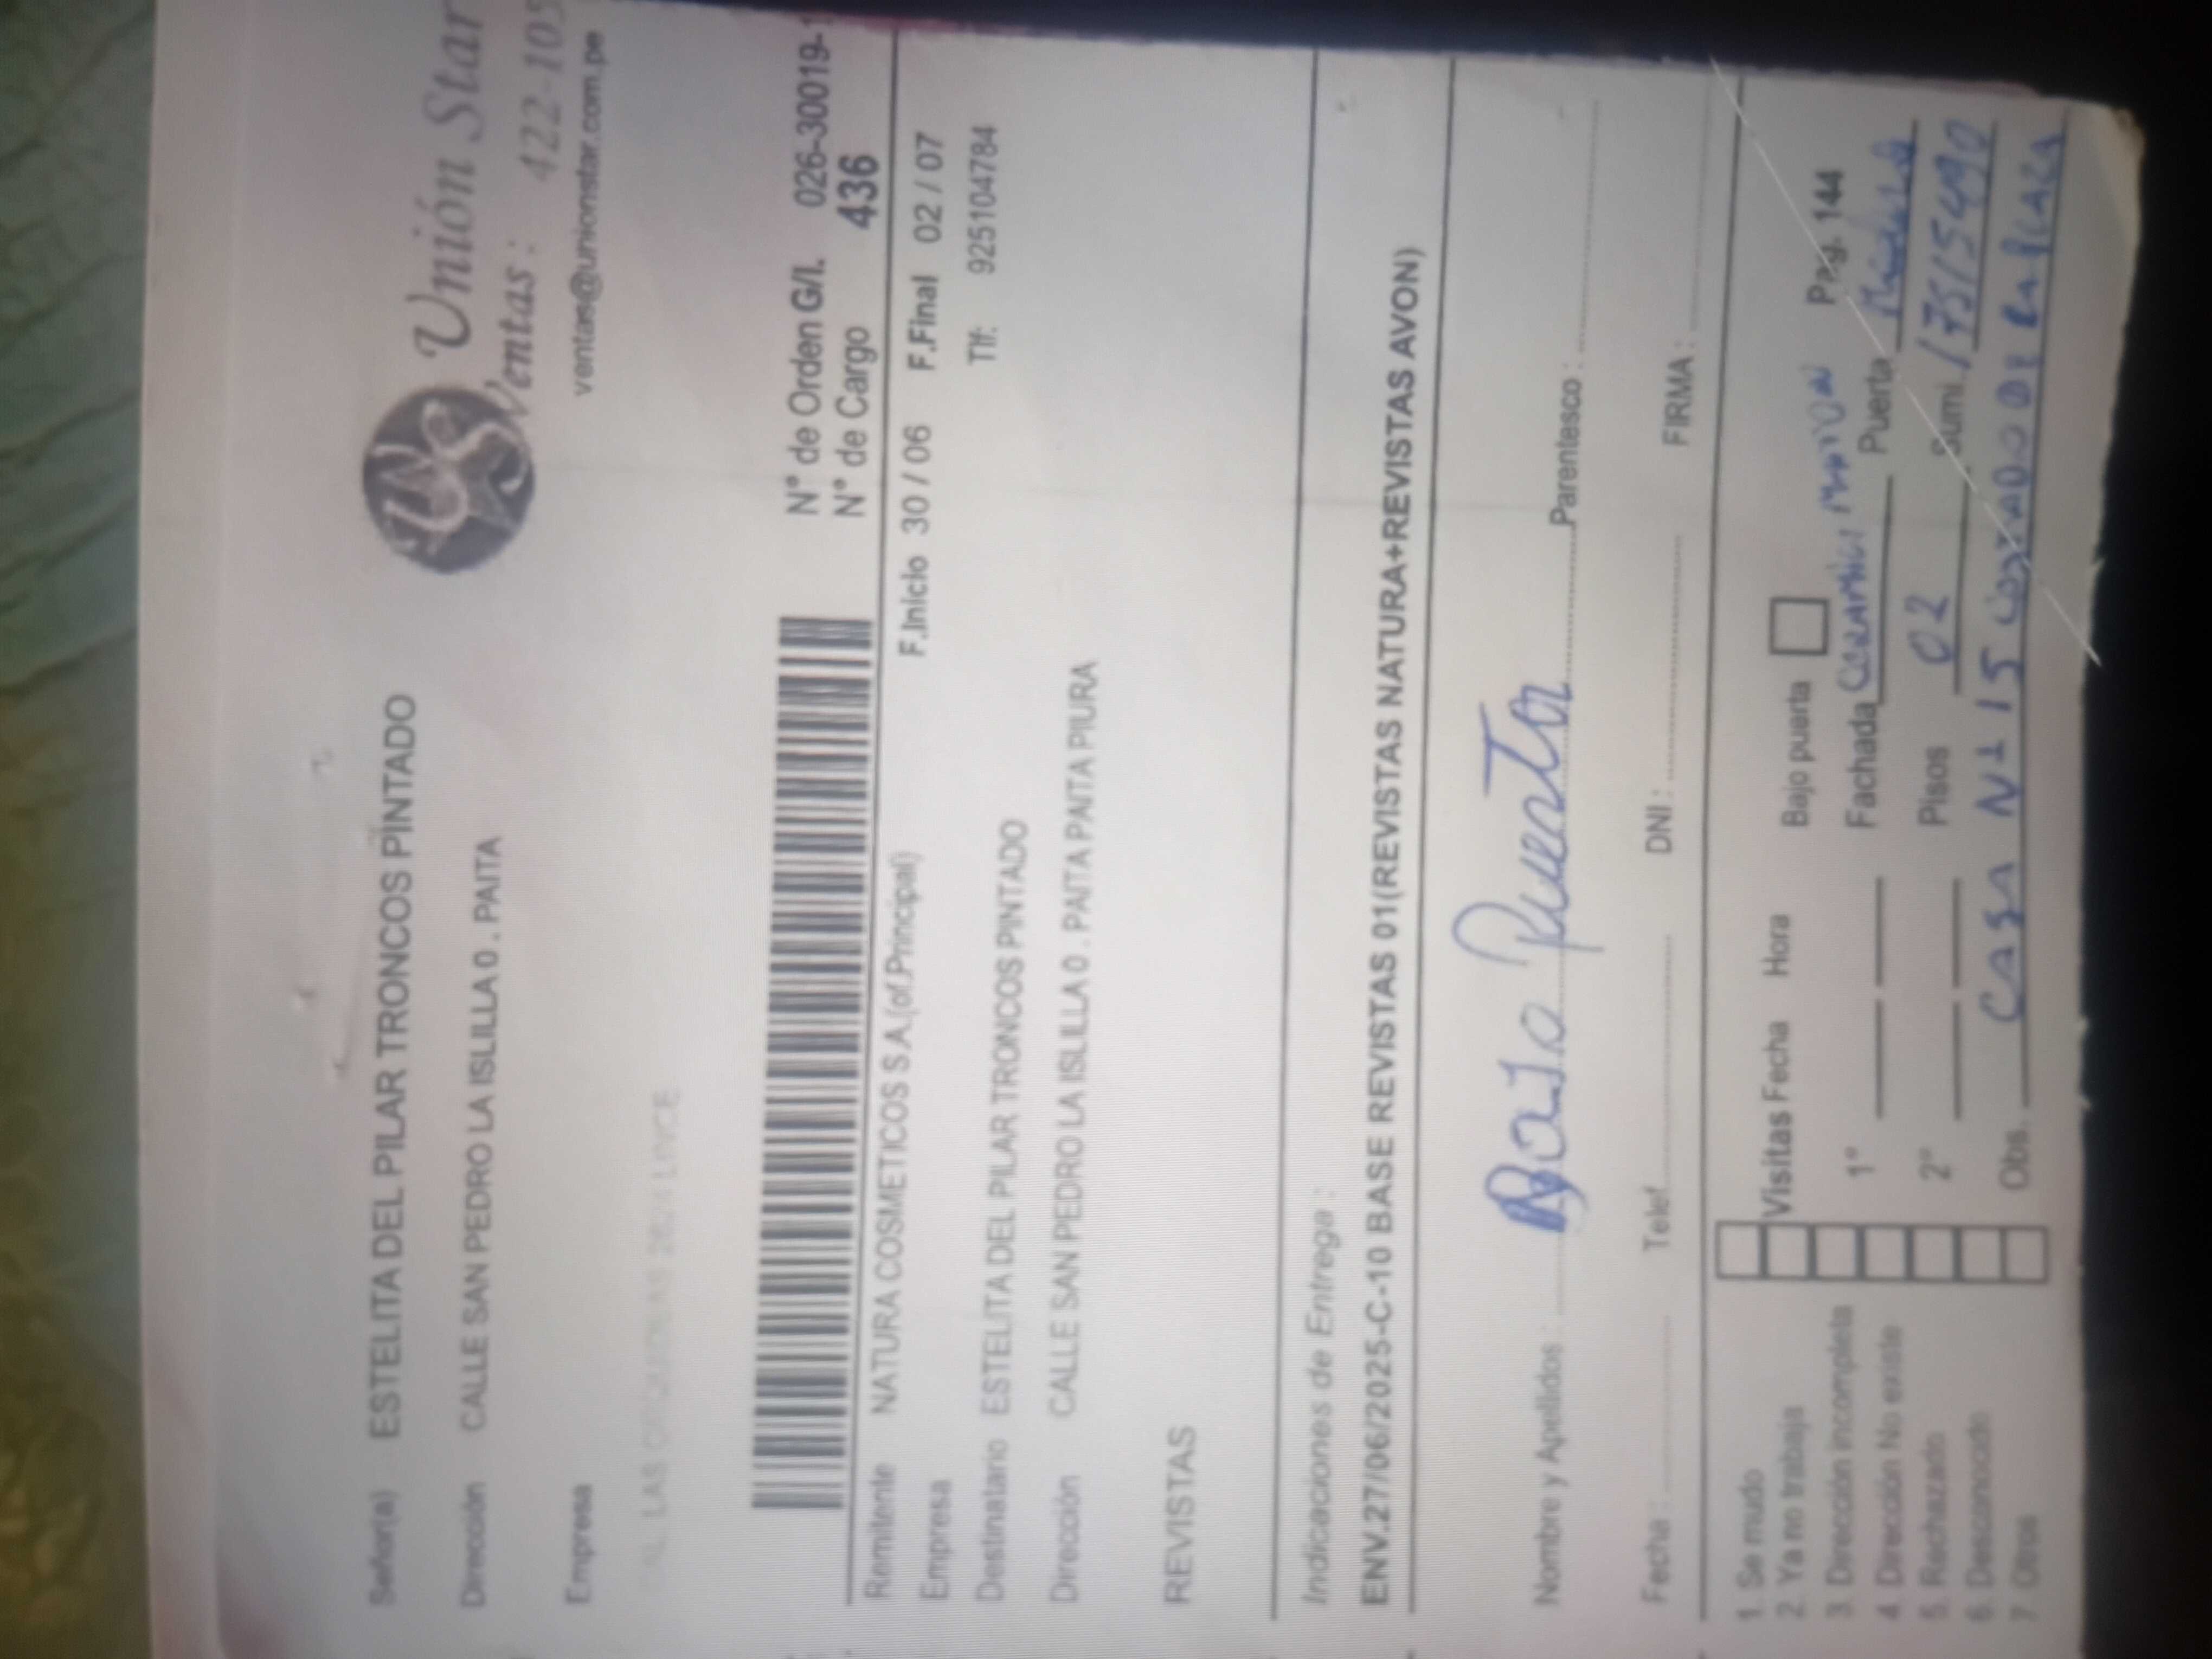 Señor(a) ESTELITA DEL PILAR TRONCOS PINTADO
Unión Star
Dirección CALLE SAN PEDRO LA ISLILLA 0 . PAITA
Ventas : 422-105
Empresa
ventas@unionstar.com.pe
N° de Orden G/I. 026-30019-1
N° de Cargo 436
Remitente NATURA COSMETICOS S.A.(of.Principal)
F.Inicio 30 / 06 F.Final 02 / 07
Empresa
Destinatario ESTELITA DEL PILAR TRONCOS PINTADO
Tlf: 925104784
Dirección CALLE SAN PEDRO LA ISLILLA 0 . PAITA PAITA PIURA
REVISTAS
Indicaciones de Entrega :
ENV.27/06/2025-C-10 BASE REVISTAS 01(REVISTAS NATURA+REVISTAS AVON)
Nombre y Apellidos : Bajo Puerta Parentesco :
Fecha : Telef. DNI : FIRMA :
1. Se mudo
2. Ya no trabaja
3. Dirección incompleta
4. Dirección No existe
5. Rechazado
6. Desconocido
7. Otros
Visitas Fecha Hora Bajo puerta Pag. 144
1° Fachada Puerta
2° Pisos 02 Sumi.
Obs. Casa N° 15